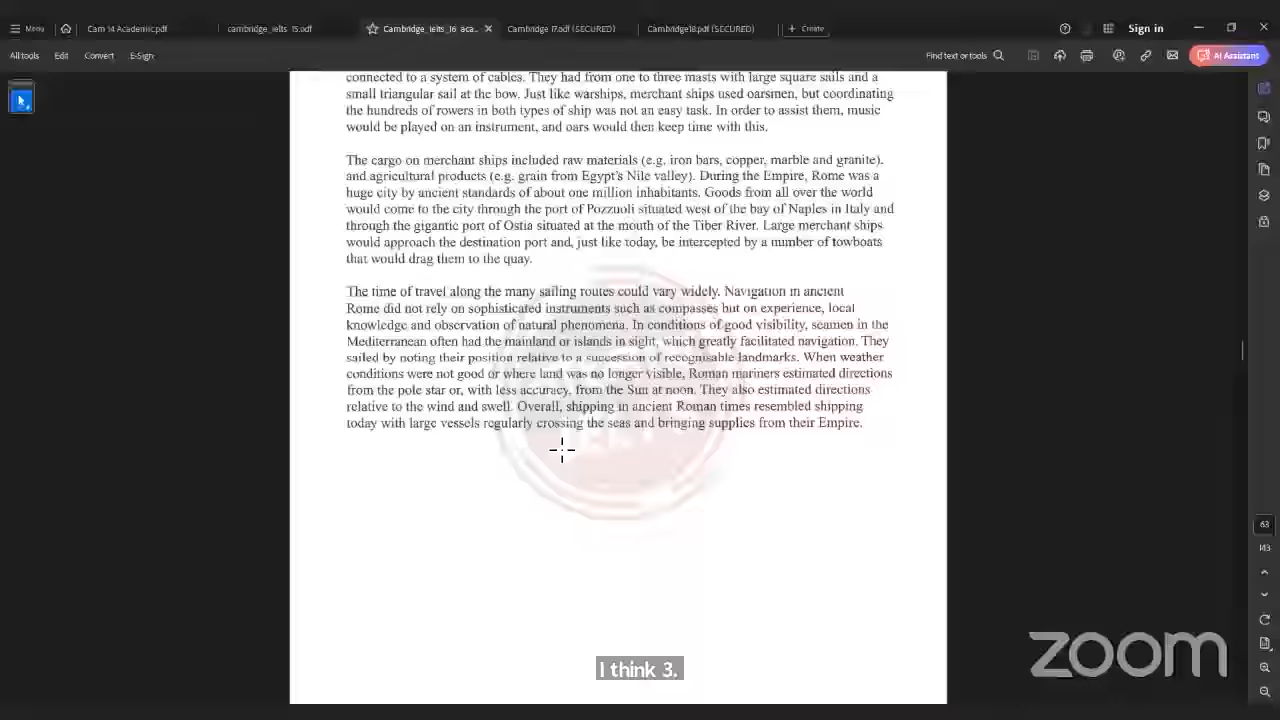 Menu
Cam 14 Academic.pdf
cambridge_ielts_15.pdf
Cambridge_ielts_16_aca...
Cambridge 17.pdf (SECURED)
Cambridge18.pdf (SECURED)
+ Create
Sign in
All tools Edit Convert E-Sign
Find text or tools
AI Assistant
connected to a system of cables. They had from one to three masts with large square sails and a
small triangular sail at the bow. Just like warships, merchant ships used oarsmen, but coordinating
the hundreds of rowers in both types of ship was not an easy task. In order to assist them, music
would be played on an instrument, and oars would then keep time with this.
The cargo on merchant ships included raw materials (e.g. iron bars, copper, marble and granite),
and agricultural products (e.g. grain from Egypt's Nile valley). During the Empire, Rome was a
huge city by ancient standards of about one million inhabitants. Goods from all over the world
would come to the city through the port of Pozzuoli situated west of the bay of Naples in Italy and
through the gigantic port of Ostia situated at the mouth of the Tiber River. Large merchant ships
would approach the destination port and, just like today, be intercepted by a number of towboats
that would drag them to the quay.
The time of travel along the many sailing routes could vary widely. Navigation in ancient
Rome did not rely on sophisticated instruments such as compasses but on experience, local
knowledge and observation of natural phenomena. In conditions of good visibility, seamen in the
Mediterranean often had the mainland or islands in sight, which greatly facilitated navigation. They
sailed by noting their position relative to a succession of recognisable landmarks. When weather
conditions were not good or where land was no longer visible, Roman mariners estimated directions
from the pole star or, with less accuracy, from the Sun at noon. They also estimated directions
relative to the wind and swell. Overall, shipping in ancient Roman times resembled shipping
today with large vessels regularly crossing the seas and bringing supplies from their Empire.
63
143
zoom
I think 3.